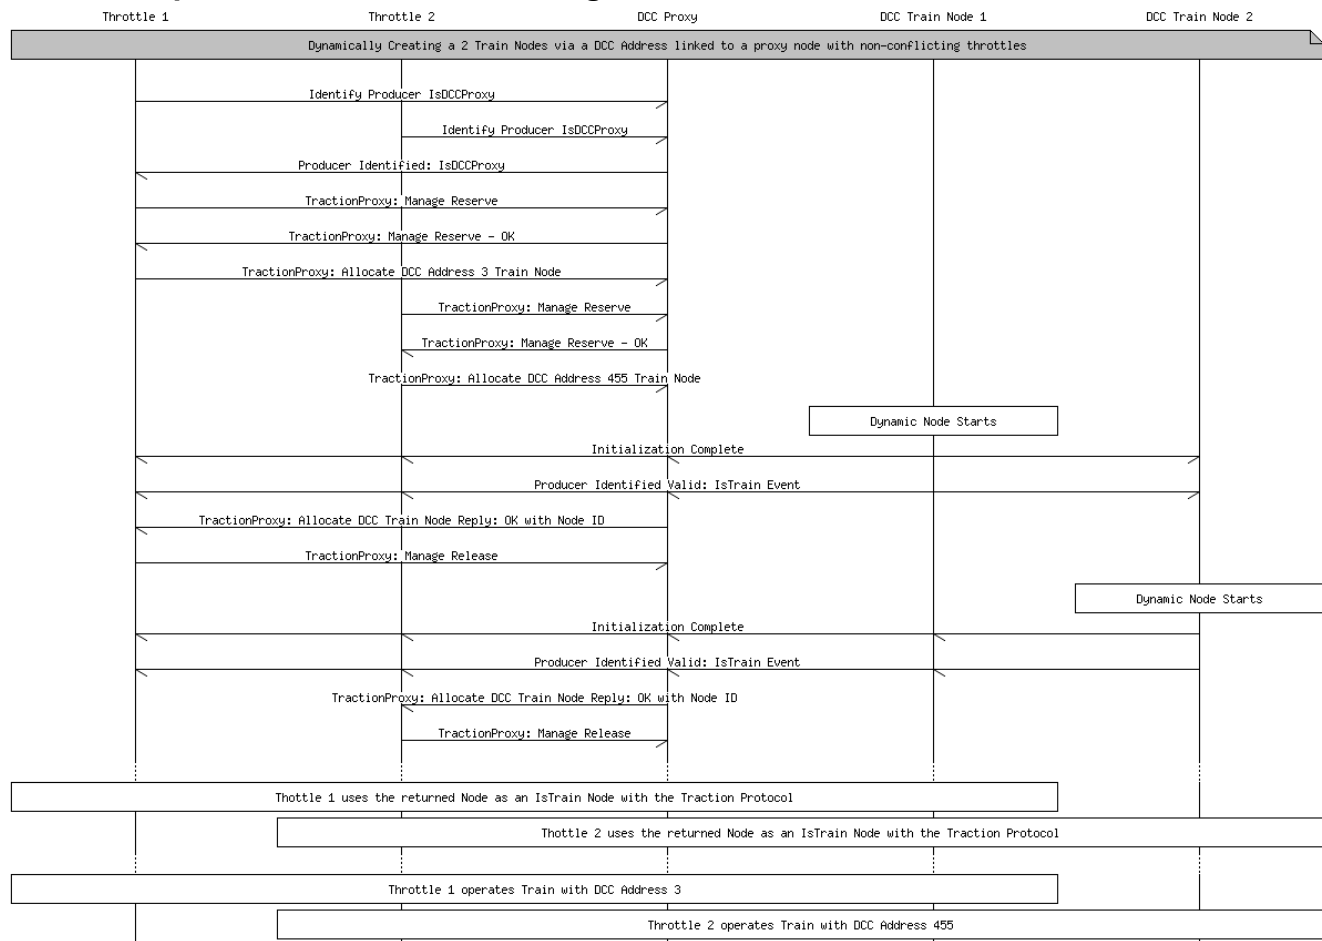 Throttle 1 Throttle 2 DCC Proxy DCC Train Node 1 DCC Train Node 2
Dynamically Creating a 2 Train Nodes via a DCC Address linked to a proxy node with non-conflicting throttles
Identify Producer IsDCCProxy
Identify Producer IsDCCProxy
Producer Identified: IsDCCProxy
TractionProxy: Manage Reserve
TractionProxy: Manage Reserve - OK
TractionProxy: Allocate DCC Address 3 Train Node
TractionProxy: Manage Reserve
TractionProxy: Manage Reserve - OK
TractionProxy: Allocate DCC Address 455 Train Node
Dynamic Node Starts
Initialization Complete
Producer Identified Valid: IsTrain Event
TractionProxy: Allocate DCC Train Node Reply: OK with Node ID
TractionProxy: Manage Release
Dynamic Node Starts
Initialization Complete
Producer Identified Valid: IsTrain Event
TractionProxy: Allocate DCC Train Node Reply: OK with Node ID
TractionProxy: Manage Release
Thottle 1 uses the returned Node as an IsTrain Node with the Traction Protocol
Thottle 2 uses the returned Node as an IsTrain Node with the Traction Protocol
Throttle 1 operates Train with DCC Address 3
Throttle 2 operates Train with DCC Address 455